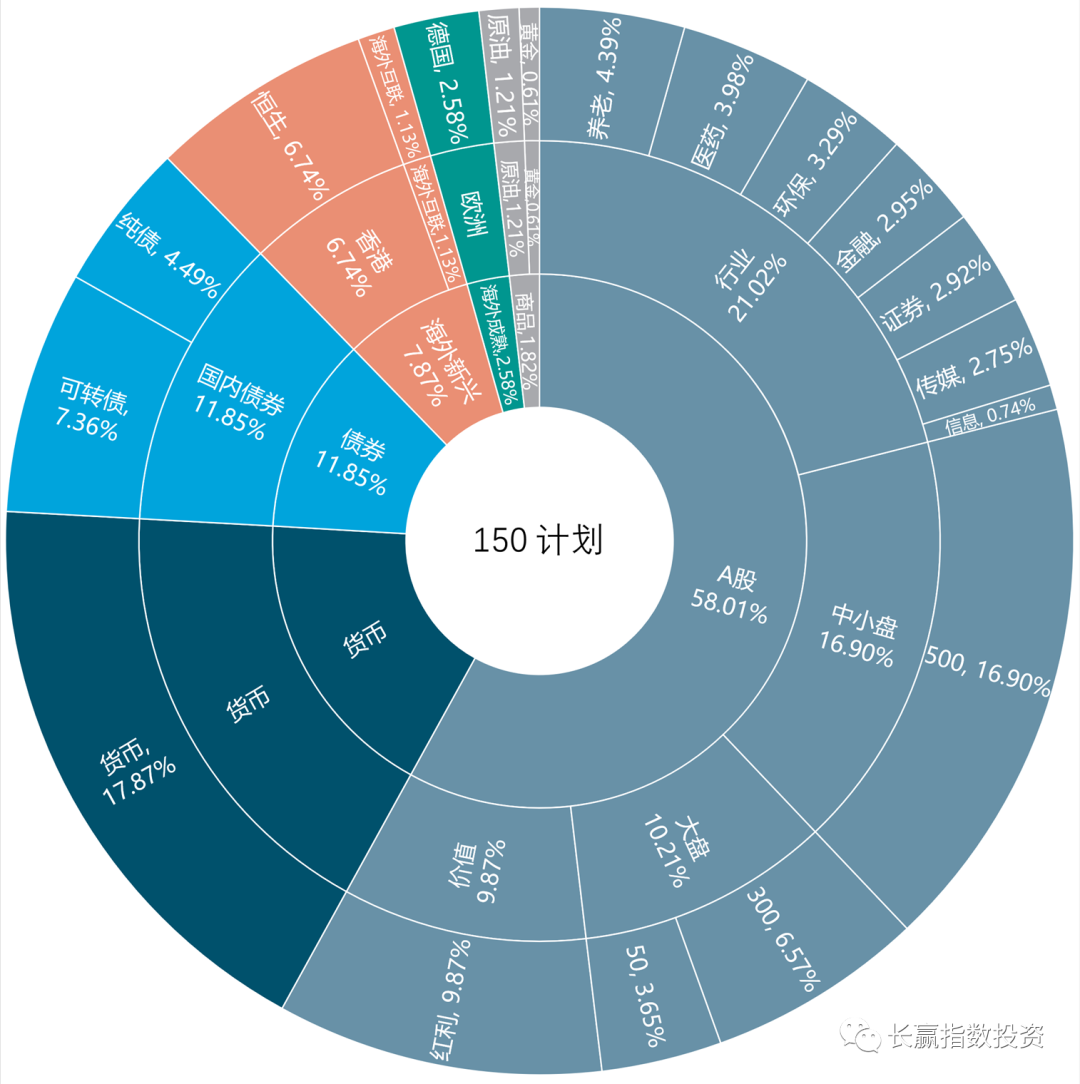 150 计划
A股
58.01%
行业
21.02%
养老, 4.39%
医药, 3.98%
环保, 3.29%
金融, 2.95%
证券, 2.92%
传媒, 2.75%
信息, 0.74%
中小盘
16.90%
500, 16.90%
大盘
10.21%
300, 6.57%
50, 3.65%
价值
9.87%
红利, 9.87%
货币
货币
货币,
17.87%
债券
11.85%
国内债券
11.85%
可转债,
7.36%
纯债, 4.49%
海外新兴
7.87%
香港
6.74%
恒生, 6.74%
海外互联,1.13%
海外互联, 1.13%
海外成熟,2.58%
欧洲
德国, 2.58%
商品,1.82%
原油,1.21%
原油, 1.21%
黄金,0.61%
黄金, 0.61%
长赢指数投资